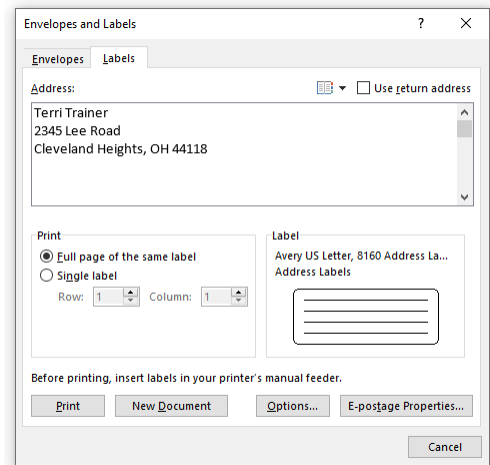 Envelopes and Labels
Envelopes Labels
Address: Use return address
Terri Trainer
2345 Lee Road
Cleveland Heights, OH 44118
Print
Full page of the same label
Single label
Row: 1 Column: 1
Label
Avery US Letter, 8160 Address La...
Address Labels
Before printing, insert labels in your printer's manual feeder.
Print New Document Options... E-postage Properties...
Cancel